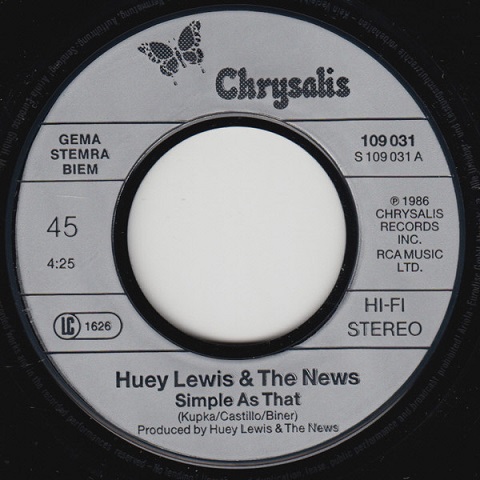 Chrysalis
GEMA
STEMRA
BIEM
109 031
S 109 031 A
45
4:25
℗ 1986
CHRYSALIS
RECORDS
INC.
RCA MUSIC
LTD.
LC 1626
HI-FI
STEREO
Huey Lewis & The News
Simple As That
(Kupka/Castillo/Biner)
Produced by Huey Lewis & The News